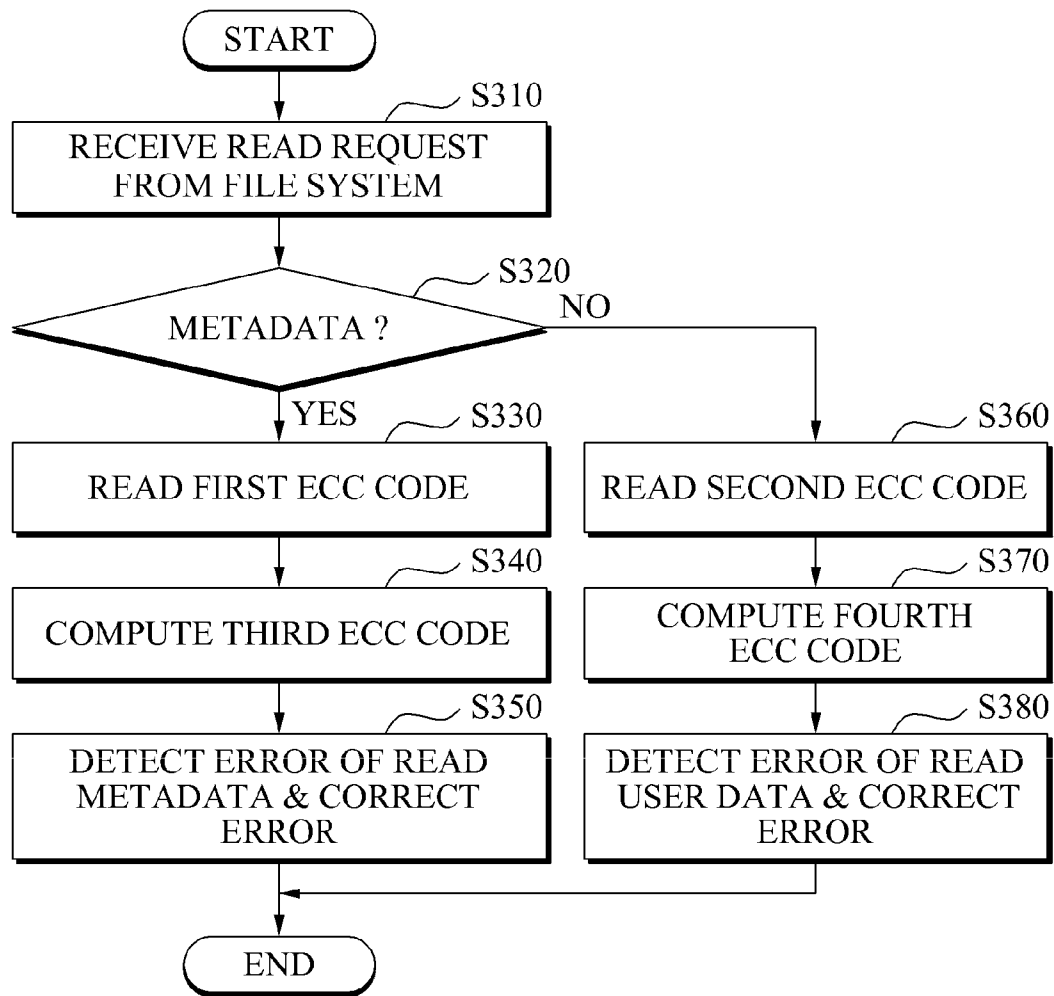 START
S310
RECEIVE READ REQUEST
FROM FILE SYSTEM
S320
METADATA ?
NO
YES
S330
READ FIRST ECC CODE
S340
COMPUTE THIRD ECC CODE
S350
DETECT ERROR OF READ
METADATA & CORRECT
ERROR
S360
READ SECOND ECC CODE
S370
COMPUTE FOURTH
ECC CODE
S380
DETECT ERROR OF READ
USER DATA & CORRECT
ERROR
END